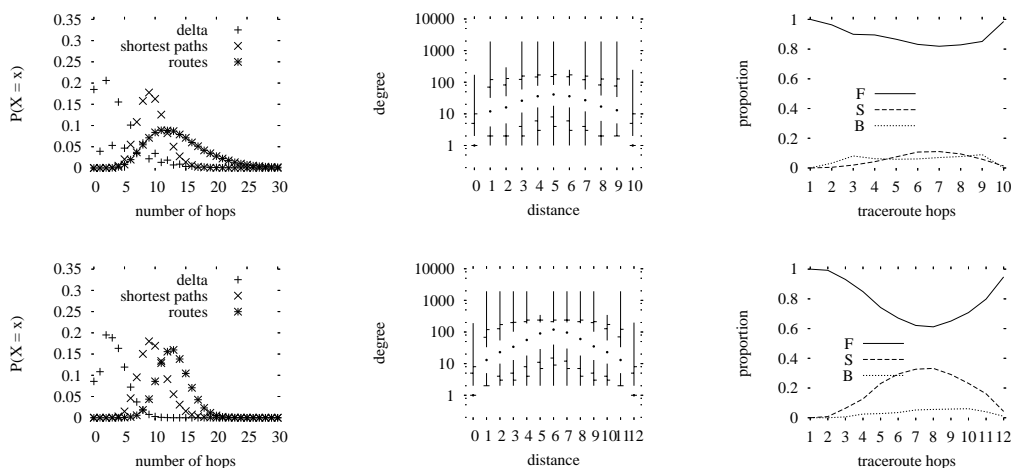 0.35
0.3
0.25
0.2
0.15
0.1
0.05
0
P(X = x)
delta
shortest paths
routes
0 5 10 15 20 25 30
number of hops
10000
1000
100
10
1
degree
0 1 2 3 4 5 6 7 8 9 10
distance
1
0.8
0.6
0.4
0.2
0
proportion
F
S
B
1 2 3 4 5 6 7 8 9 10
traceroute hops
0.35
0.3
0.25
0.2
0.15
0.1
0.05
0
P(X = x)
delta
shortest paths
routes
0 5 10 15 20 25 30
number of hops
10000
1000
100
10
1
degree
0 1 2 3 4 5 6 7 8 9 10 11 12
distance
1
0.8
0.6
0.4
0.2
0
proportion
F
S
B
1 2 3 4 5 6 7 8 9 10 11 12
traceroute hops